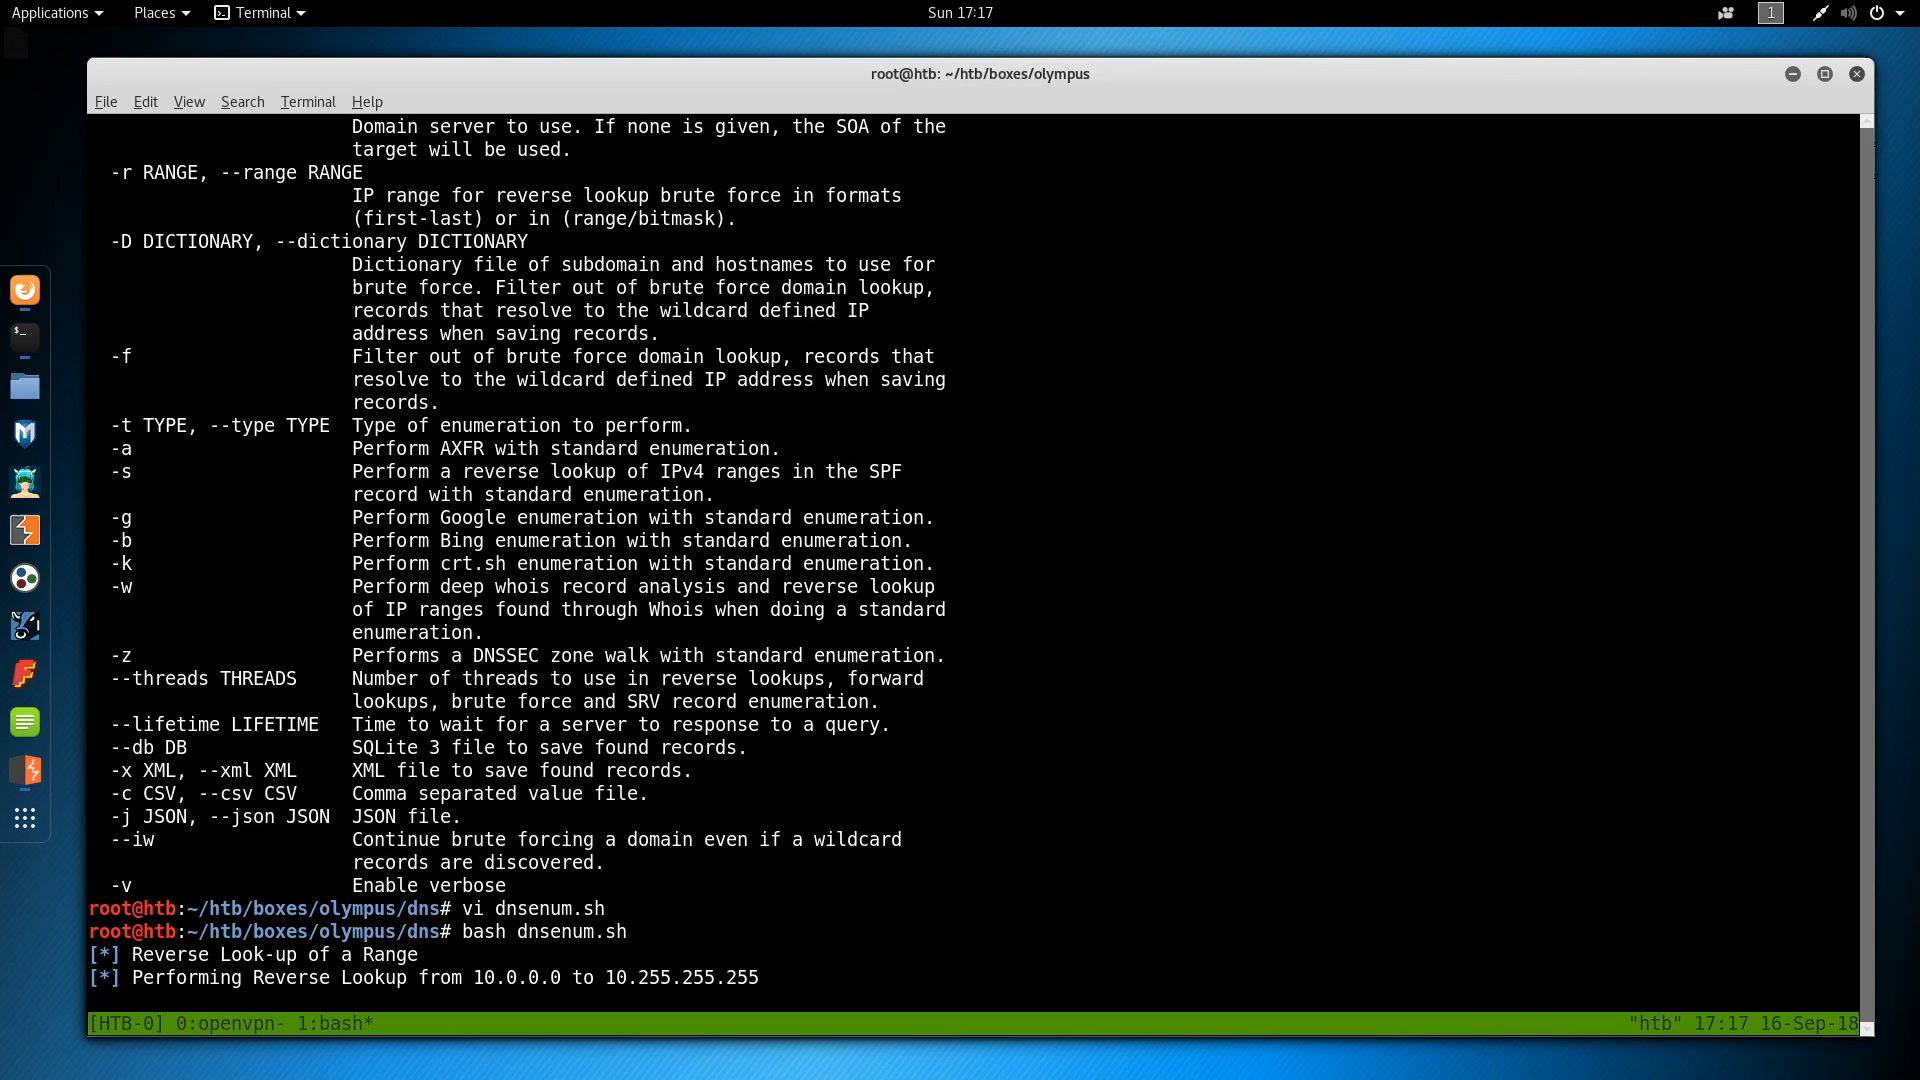 Applications Places Terminal Sun 17:17 1
root@htb: ~/htb/boxes/olympus
File Edit View Search Terminal Help
Domain server to use. If none is given, the SOA of the
target will be used.
-r RANGE, --range RANGE
IP range for reverse lookup brute force in formats
(first-last) or in (range/bitmask).
-D DICTIONARY, --dictionary DICTIONARY
Dictionary file of subdomain and hostnames to use for
brute force. Filter out of brute force domain lookup,
records that resolve to the wildcard defined IP
address when saving records.
-f Filter out of brute force domain lookup, records that
resolve to the wildcard defined IP address when saving
records.
-t TYPE, --type TYPE Type of enumeration to perform.
-a Perform AXFR with standard enumeration.
-s Perform a reverse lookup of IPv4 ranges in the SPF
record with standard enumeration.
-g Perform Google enumeration with standard enumeration.
-b Perform Bing enumeration with standard enumeration.
-k Perform crt.sh enumeration with standard enumeration.
-w Perform deep whois record analysis and reverse lookup
of IP ranges found through Whois when doing a standard
enumeration.
-z Performs a DNSSEC zone walk with standard enumeration.
--threads THREADS Number of threads to use in reverse lookups, forward
lookups, brute force and SRV record enumeration.
--lifetime LIFETIME Time to wait for a server to response to a query.
--db DB SQLite 3 file to save found records.
-x XML, --xml XML XML file to save found records.
-c CSV, --csv CSV Comma separated value file.
-j JSON, --json JSON JSON file.
--iw Continue brute forcing a domain even if a wildcard
records are discovered.
-v Enable verbose
root@htb:~/htb/boxes/olympus/dns# vi dnsenum.sh
root@htb:~/htb/boxes/olympus/dns# bash dnsenum.sh
[*] Reverse Look-up of a Range
[*] Performing Reverse Lookup from 10.0.0.0 to 10.255.255.255
[HTB-0] 0:openvpn- 1:bash* "htb" 17:17 16-Sep-18